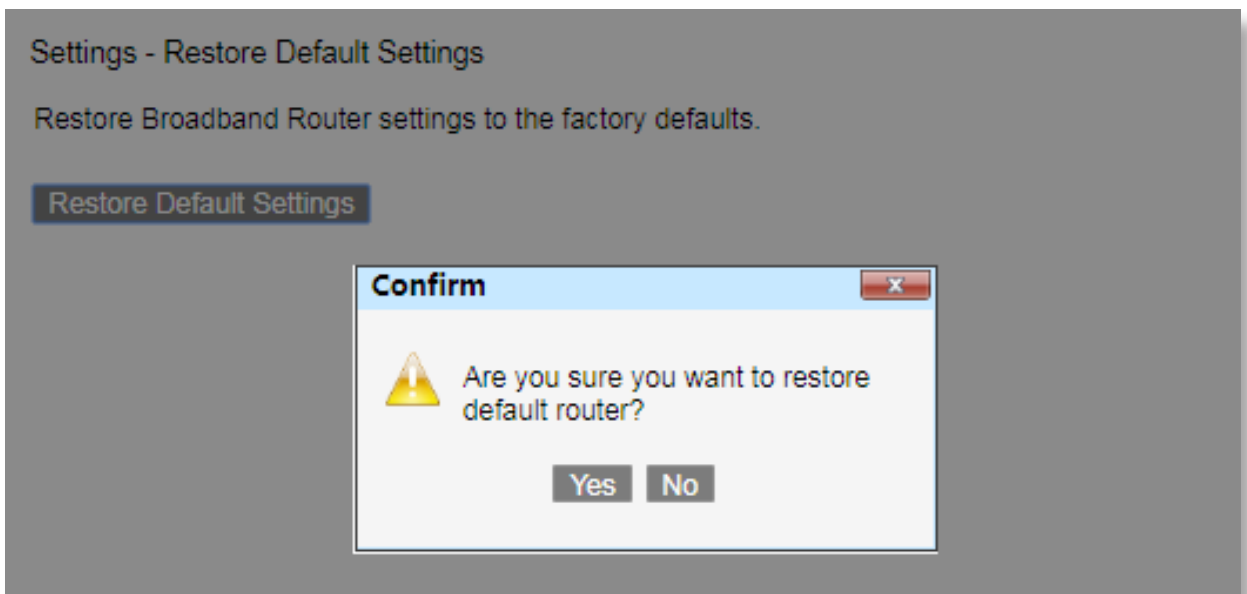 Settings - Restore Default Settings
Restore Broadband Router settings to the factory defaults.
Restore Default Settings
Confirm
Are you sure you want to restore
default router?
Yes No